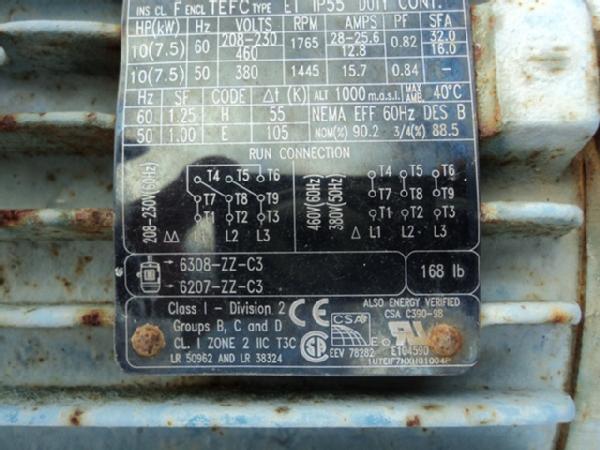 INS CL. F ENCL TEFC TYPE ET IP55 DUTY CONT.
HP(kW) Hz VOLTS RPM AMPS PF SFA
10(7.5) 60 208-230 460 1765 28-25.6 12.8 0.82 32.0 16.0
10(7.5) 50 380 1445 15.7 0.84 -
Hz SF CODE Δt (K) ALT 1000 m.o.s.l. MAX AMB. 40°C
60 1.25 H 55 NEMA EFF 60Hz DES B
50 1.00 E 105 NOM(%) 90.2 3/4(%) 88.5
RUN CONNECTION
208-230V(60Hz) 460V(60Hz) 380V(50Hz)
T4 T5 T6 T4 T5 T6
T7 T8 T9 T7 T8 T9
T1 T2 T3 T1 T2 T3
ΔΔ L1 L2 L3 Δ L1 L2 L3
6308-ZZ-C3
6207-ZZ-C3
168 lb
Class I - Division 2
Groups B, C and D
CL. I ZONE 2 IIC T3C
LR 50962 AND LR 38324
CE
CSA
EEV 78282
ALSO ENERGY VERIFIED
CSA C390-98
E104590